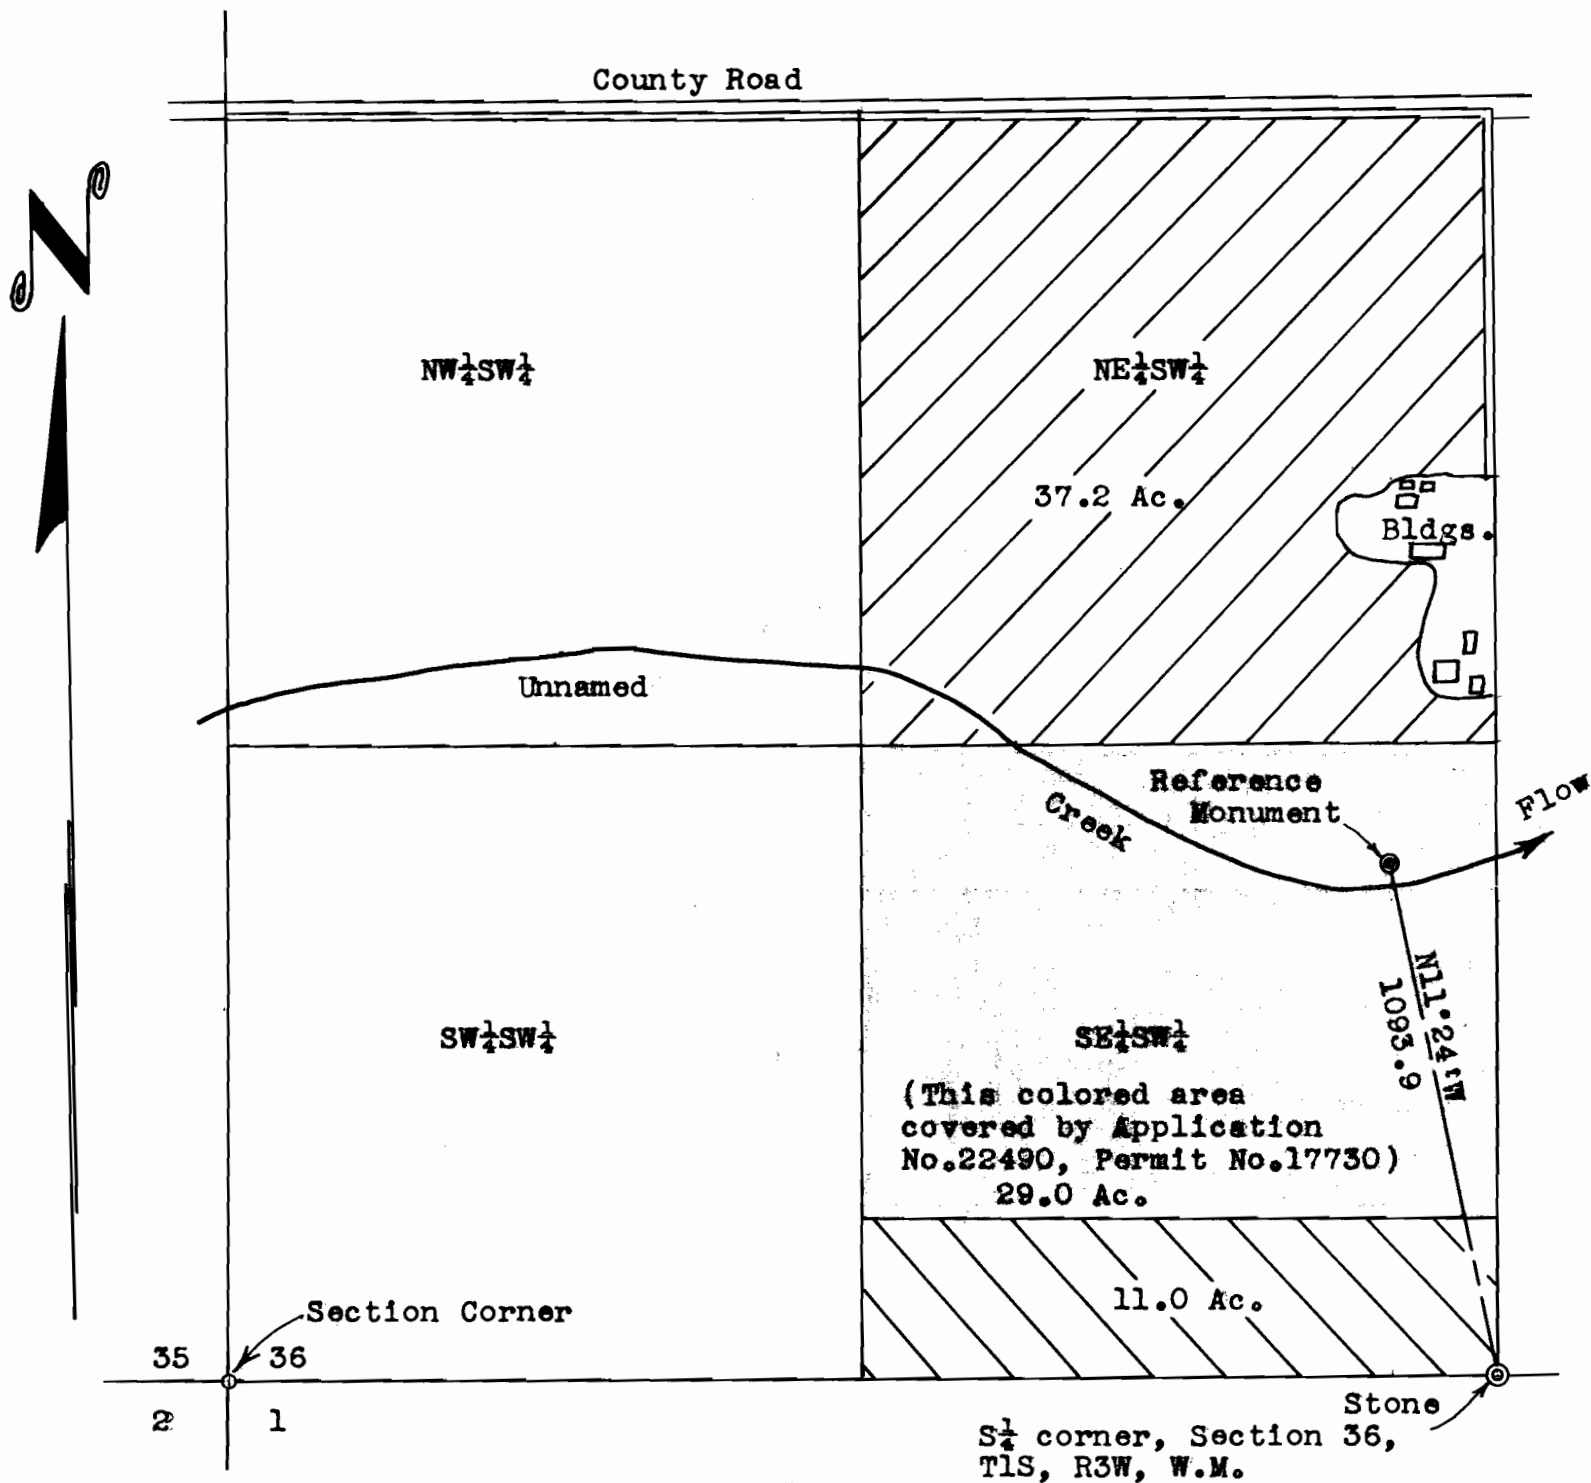 County Road
N
NW¼SW¼
NE¼SW¼
37.2 Ac.
Bldgs.
Unnamed
Creek
Reference
Monument
Flow
N11°24'W
1093.9
SW¼SW¼
SE¼SW¼
(This colored area
covered by Application
No.22490, Permit No.17730)
29.0 Ac.
11.0 Ac.
Section Corner
35 36
2 1
Stone
S¼ corner, Section 36,
T1S, R3W, W.M.